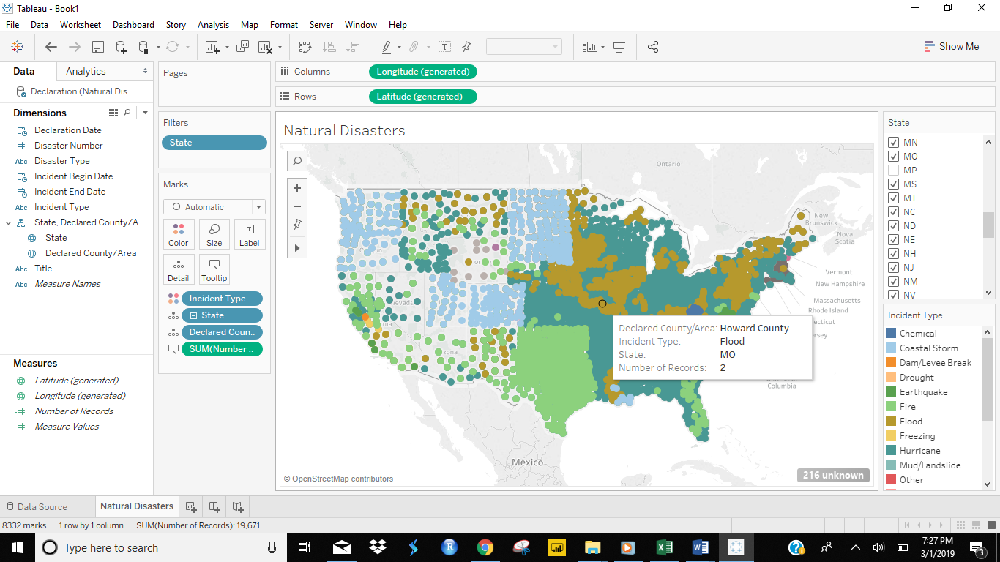 Tableau - Book1
File Data Worksheet Dashboard Story Analysis Map Format Server Window Help
Show Me
Data Analytics
Declaration (Natural Dis...
Dimensions
Declaration Date
# Disaster Number
Abc Disaster Type
Incident Begin Date
Incident End Date
Abc Incident Type
State, Declared County/A...
State
Declared County/Area
Abc Title
Abc Measure Names
Measures
Latitude (generated)
Longitude (generated)
Number of Records
# Measure Values
Pages
Filters
State
Marks
Automatic
Color Size Label
Detail Tooltip
Incident Type
State
Declared Coun..
SUM(Number ..
Columns Longitude (generated)
Rows Latitude (generated)
Natural Disasters
Ontario
New
Brunswick
Nova
Scotia
Vermont
New Hampshire
Massachusetts
Rhode Island
ecticut
ersey
District of
Columbia
Nevada
zona
Mexico
Declared County/Area: Howard County
Incident Type: Flood
State: MO
Number of Records: 2
© OpenStreetMap contributors
216 unknown
State
MN
MO
MP
MS
MT
NC
ND
NE
NH
NJ
NM
NV
Incident Type
Chemical
Coastal Storm
Dam/Levee Break
Drought
Earthquake
Fire
Flood
Freezing
Hurricane
Mud/Landslide
Other
Data Source Natural Disasters
8332 marks 1 row by 1 column SUM(Number of Records): 19,671
Type here to search
7:27 PM
3/1/2019
3